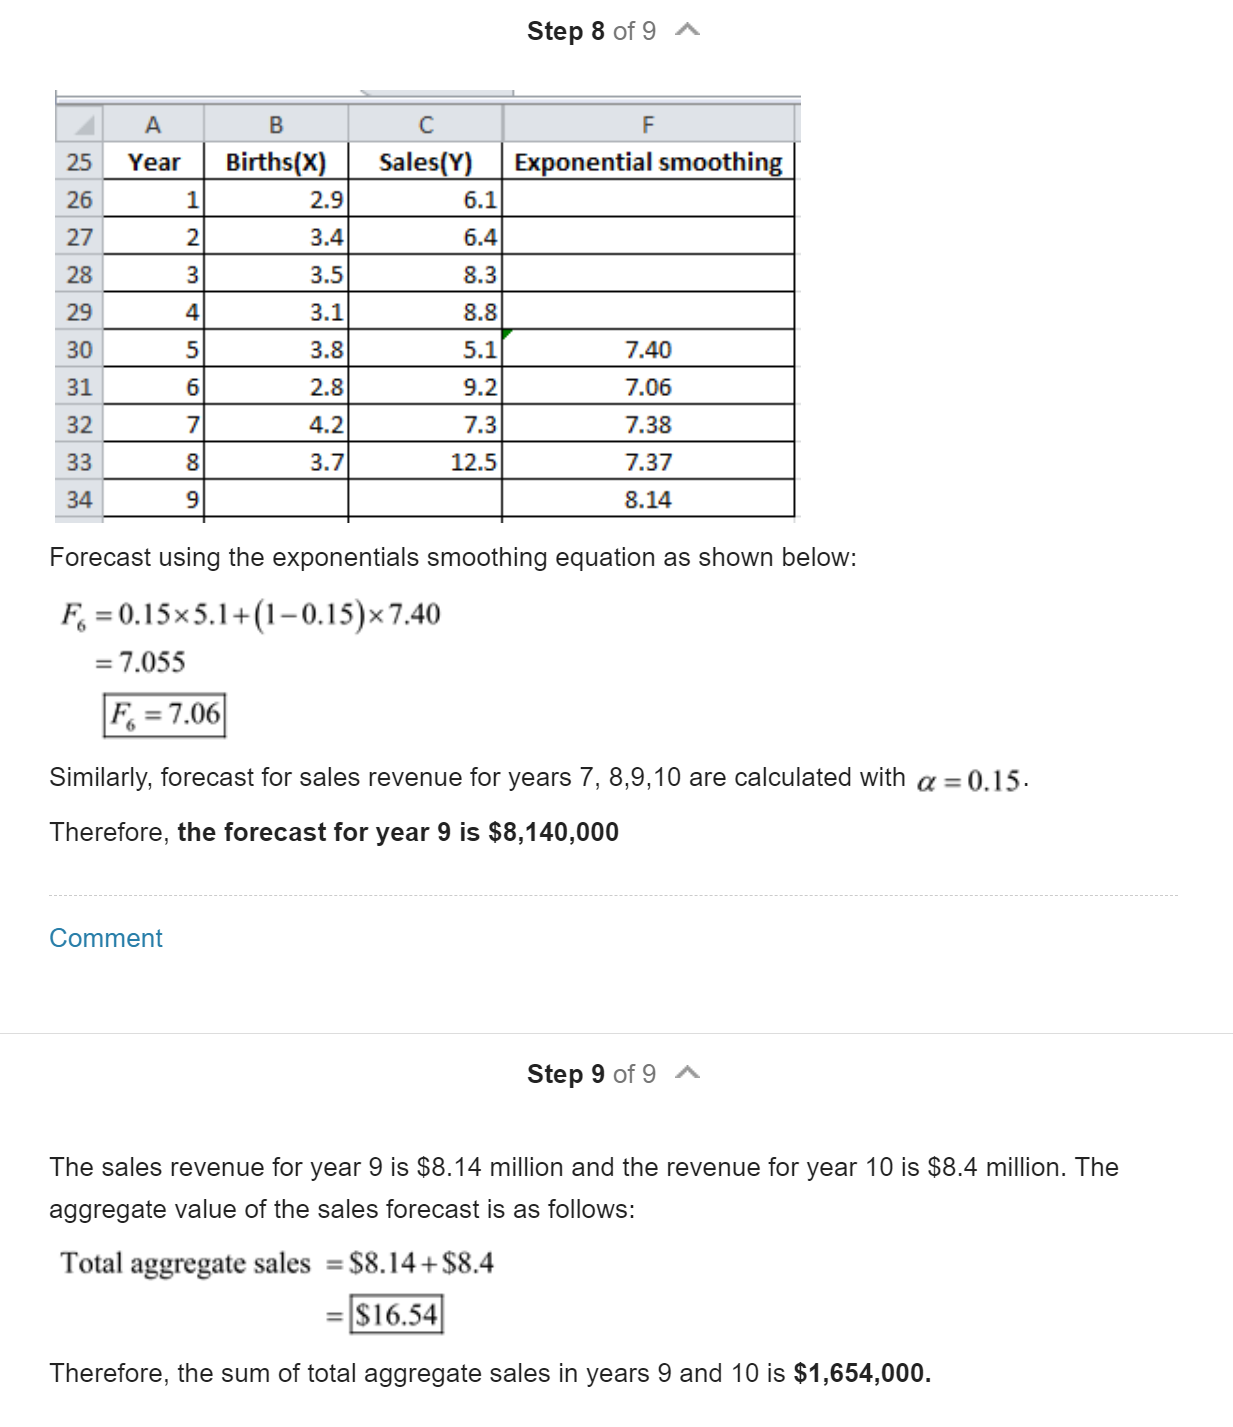 Step 8 of 9
A B C F
25 Year Births(X) Sales(Y) Exponential smoothing
26 1 2.9 6.1
27 2 3.4 6.4
28 3 3.5 8.3
29 4 3.1 8.8
30 5 3.8 5.1 7.40
31 6 2.8 9.2 7.06
32 7 4.2 7.3 7.38
33 8 3.7 12.5 7.37
34 9 8.14
Forecast using the exponentials smoothing equation as shown below:
F₆ = 0.15×5.1+(1−0.15)×7.40
= 7.055
F₆ = 7.06
Similarly, forecast for sales revenue for years 7, 8,9,10 are calculated with α = 0.15.
Therefore, the forecast for year 9 is $8,140,000
Comment
Step 9 of 9
The sales revenue for year 9 is $8.14 million and the revenue for year 10 is $8.4 million. The
aggregate value of the sales forecast is as follows:
Total aggregate sales = $8.14+$8.4
= $16.54
Therefore, the sum of total aggregate sales in years 9 and 10 is $1,654,000.